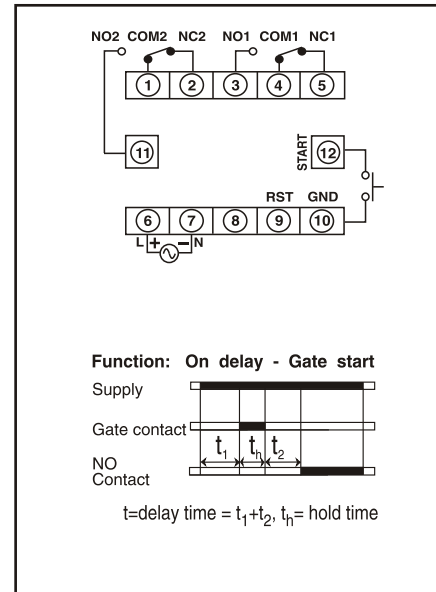 NO2 COM2 NC2 NO1 COM1 NC1
1 2 3 4 5
11 START 12
RST GND
6 7 8 9 10
L + - N
Function: On delay - Gate start
Supply
Gate contact
t₁ tₕ t₂
NO
Contact
t=delay time = t₁+t₂, tₕ= hold time